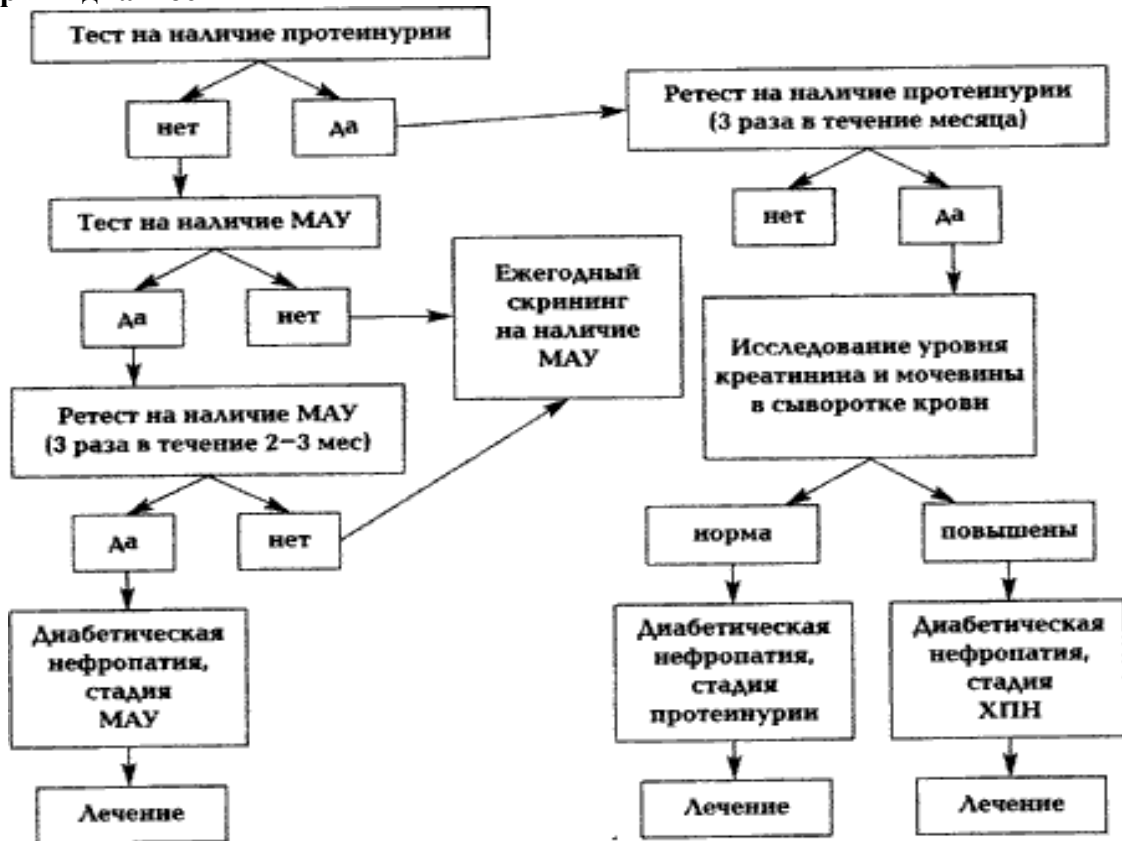 Тест на наличие протеинурии
нет
да
Ретест на наличие протеинурии
(3 раза в течение месяца)
нет
да
Тест на наличие МАУ
да
нет
Ежегодный
скрининг
на наличие
МАУ
Исследование уровня
креатинина и мочевины
в сыворотке крови
Ретест на наличие МАУ
(3 раза в течение 2−3 мес)
да
нет
норма
повышены
Диабетическая
нефропатия,
стадия
МАУ
Диабетическая
нефропатия,
стадия
протеинурии
Диабетическая
нефропатия,
стадия
ХПН
Лечение
Лечение
Лечение